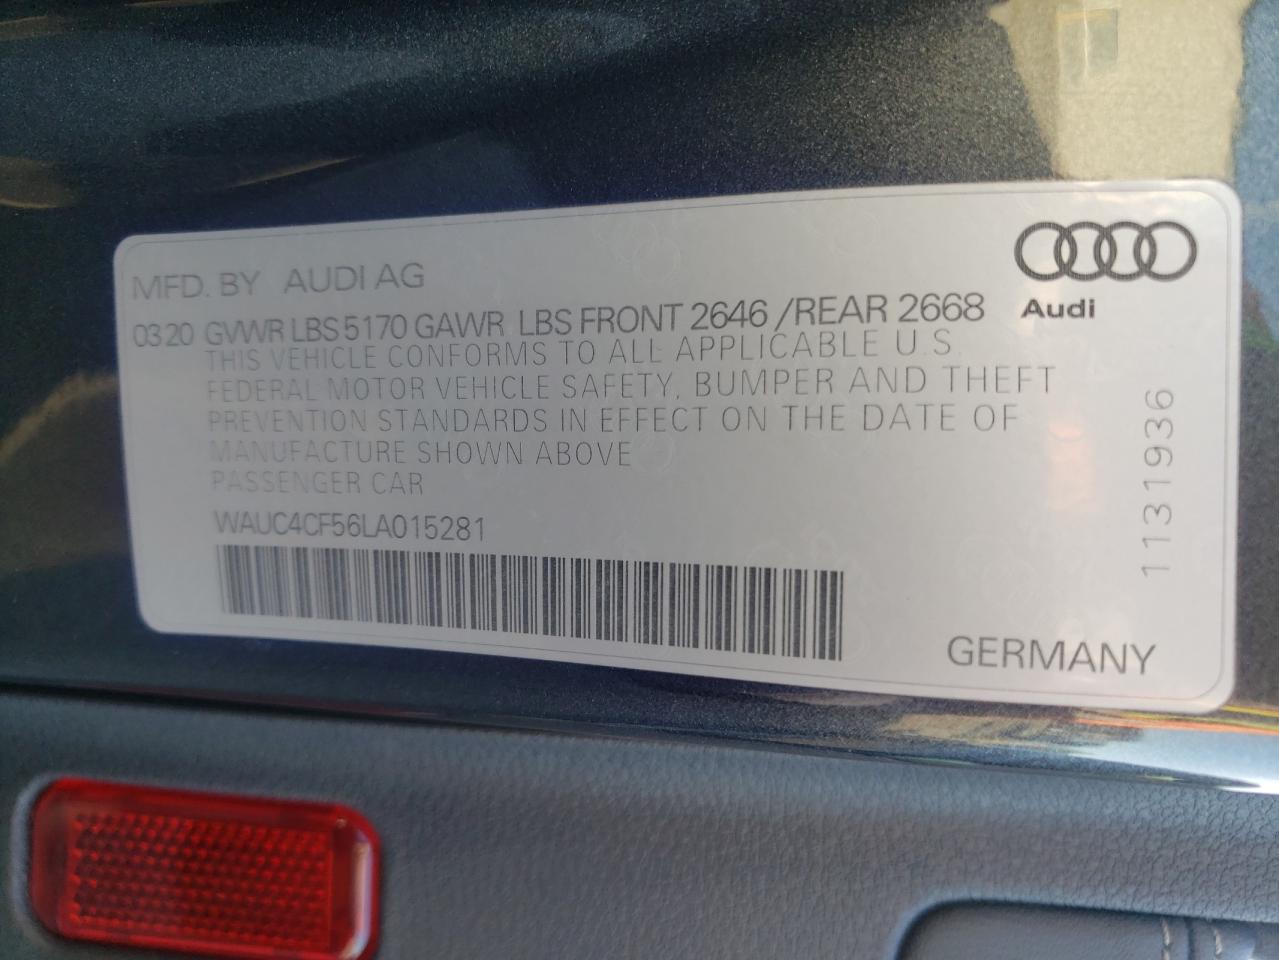 MFD. BY AUDI AG
Audi
03 20 GVWR LBS 5170 GAWR LBS FRONT 2646 /REAR 2668
THIS VEHICLE CONFORMS TO ALL APPLICABLE U.S.
FEDERAL MOTOR VEHICLE SAFETY, BUMPER AND THEFT
PREVENTION STANDARDS IN EFFECT ON THE DATE OF
MANUFACTURE SHOWN ABOVE
PASSENGER CAR
WAUC4CF56LA015281
1131936
GERMANY